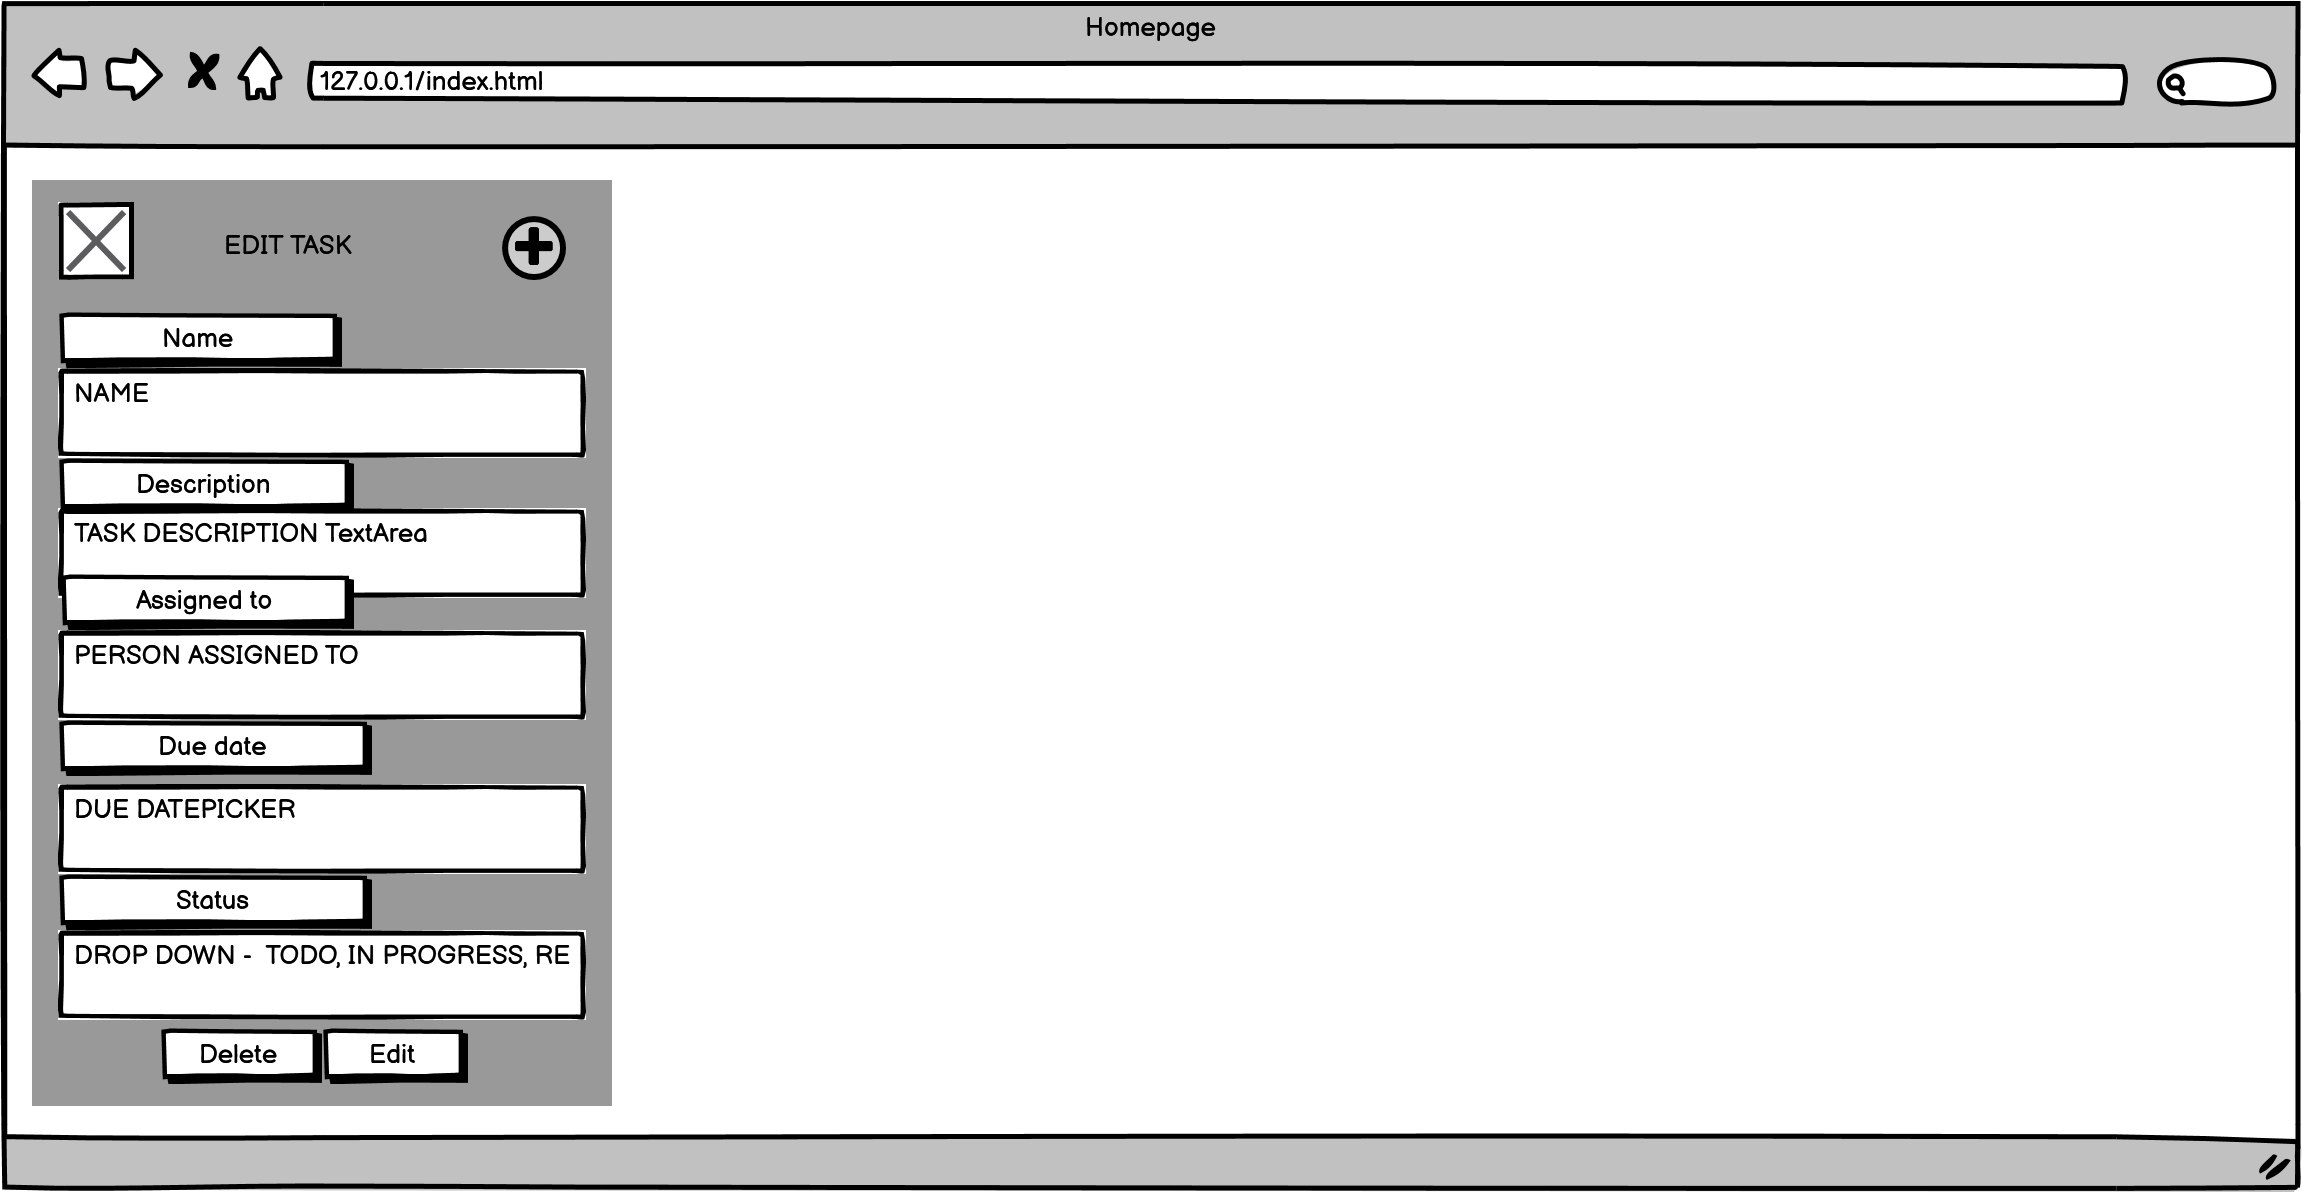 Homepage
127.0.0.1/index.html
EDIT TASK
Name
NAME
Description
TASK DESCRIPTION TextArea
Assigned to
PERSON ASSIGNED TO
Due date
DUE DATEPICKER
Status
DROP DOWN -  TODO, IN PROGRESS, RE
Delete
Edit